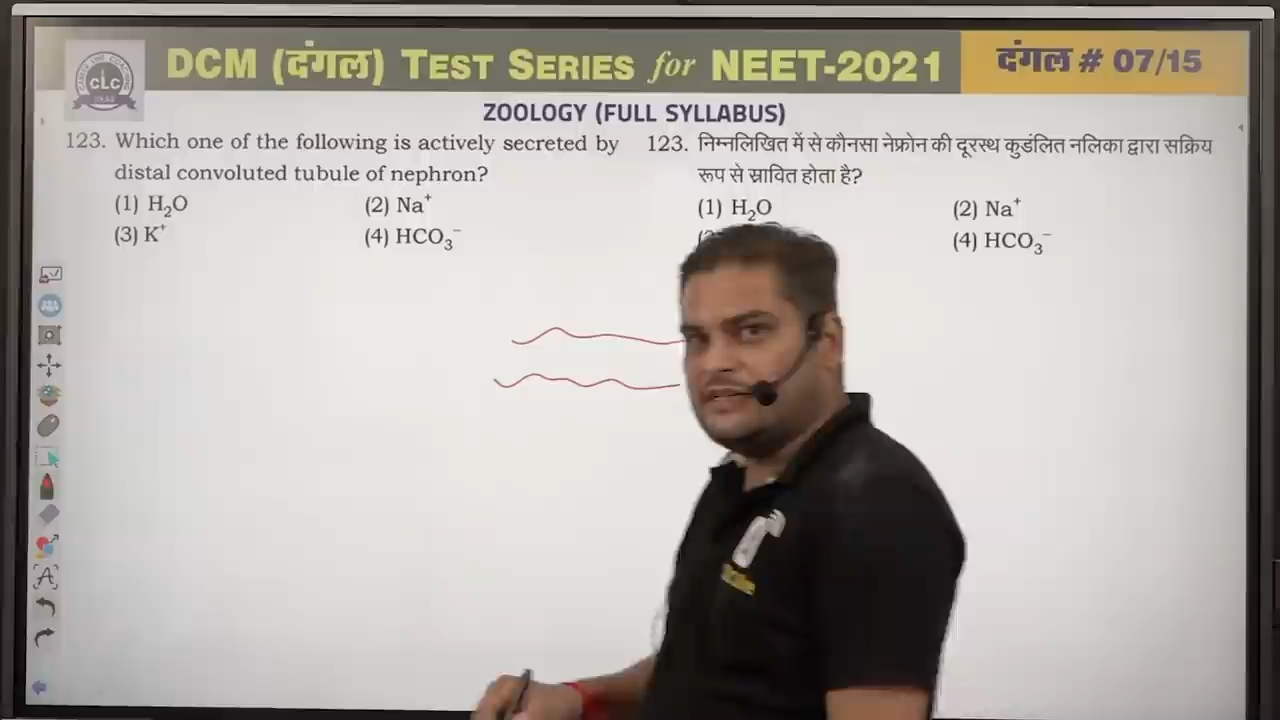 DCM (दंगल) TEST SERIES for NEET-2021
दंगल # 07/15
CLC
ZOOLOGY (FULL SYLLABUS)
123. Which one of the following is actively secreted by
distal convoluted tubule of nephron?
(1) H₂O (2) Na⁺
(3) K⁺ (4) HCO₃⁻
123. निम्नलिखित में से कौनसा नेफ्रोन की दूरस्थ कुडंलित नलिका द्वारा सक्रिय
रूप से स्रावित होता है?
(1) H₂O (2) Na⁺
(4) HCO₃⁻